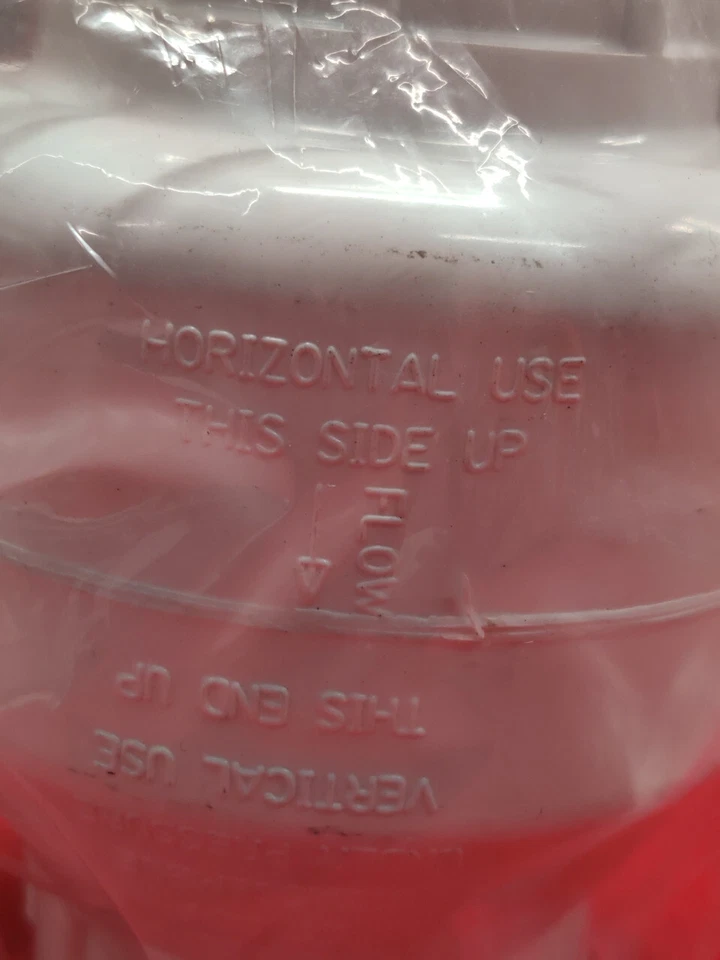 HORIZONTAL USE
THIS SIDE UP
FLOW
VERTICAL USE
THIS END UP